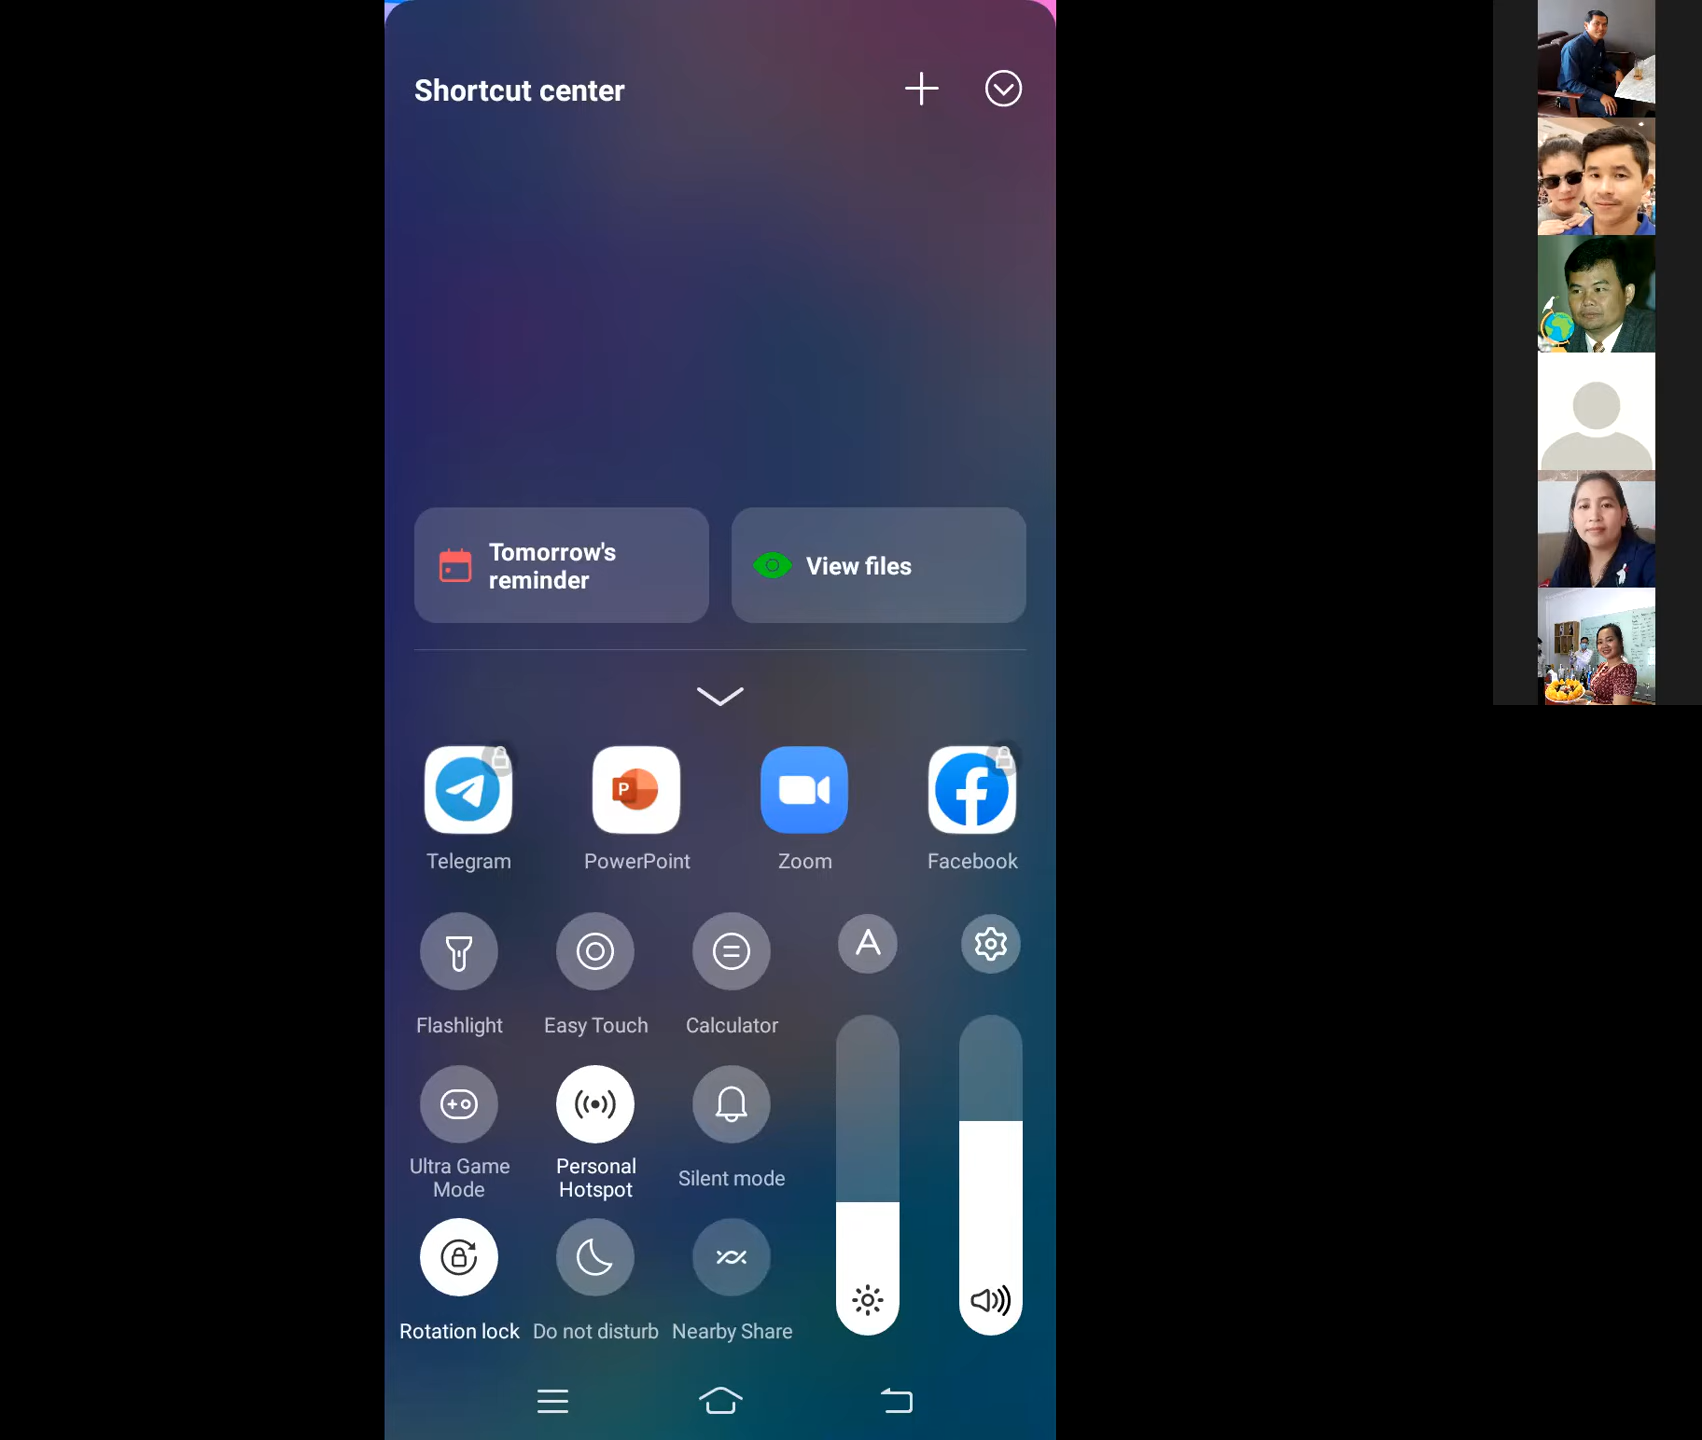 Shortcut center
Tomorrow's
reminder
View files
Telegram
PowerPoint
Zoom
Facebook
Flashlight
Easy Touch
Calculator
Ultra Game
Mode
Personal
Hotspot
Silent mode
Rotation lock
Do not disturb
Nearby Share